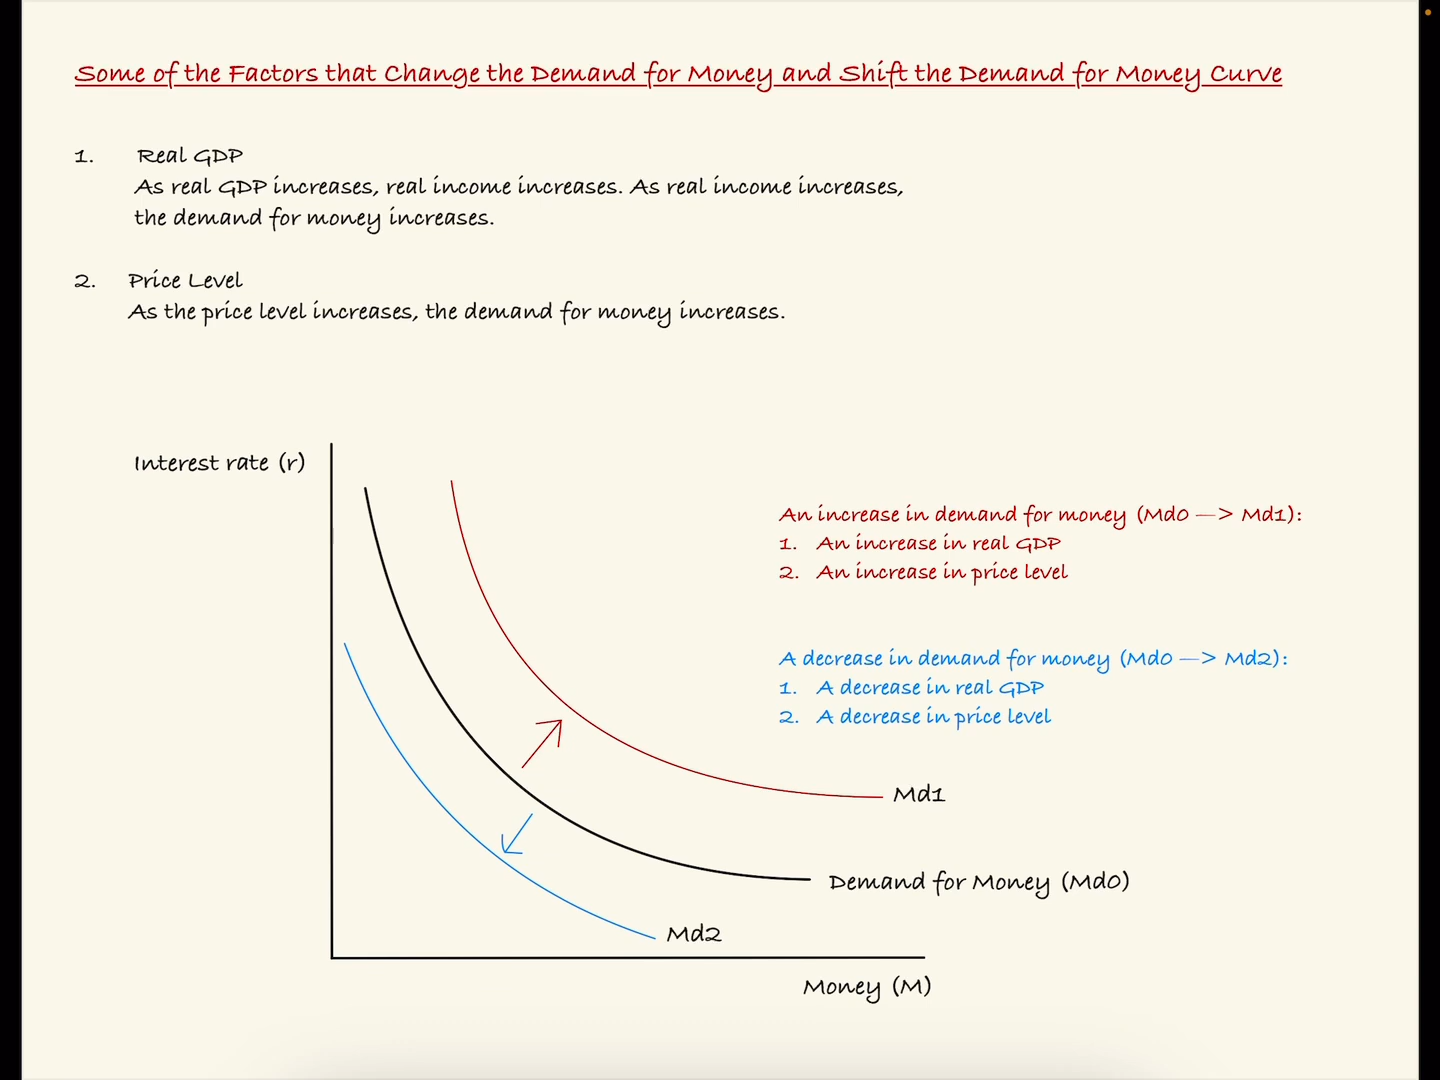 Some of the Factors that Change the Demand for Money and Shift the Demand for Money Curve
1. Real GDP
As real GDP increases, real income increases. As real income increases,
the demand for money increases.
2. Price Level
As the price level increases, the demand for money increases.
Interest rate (r)
An increase in demand for money (Md0 —> Md1):
1. An increase in real GDP
2. An increase in price level
A decrease in demand for money (Md0 —> Md2):
1. A decrease in real GDP
2. A decrease in price level
Md1
Demand for Money (Md0)
Md2
Money (M)